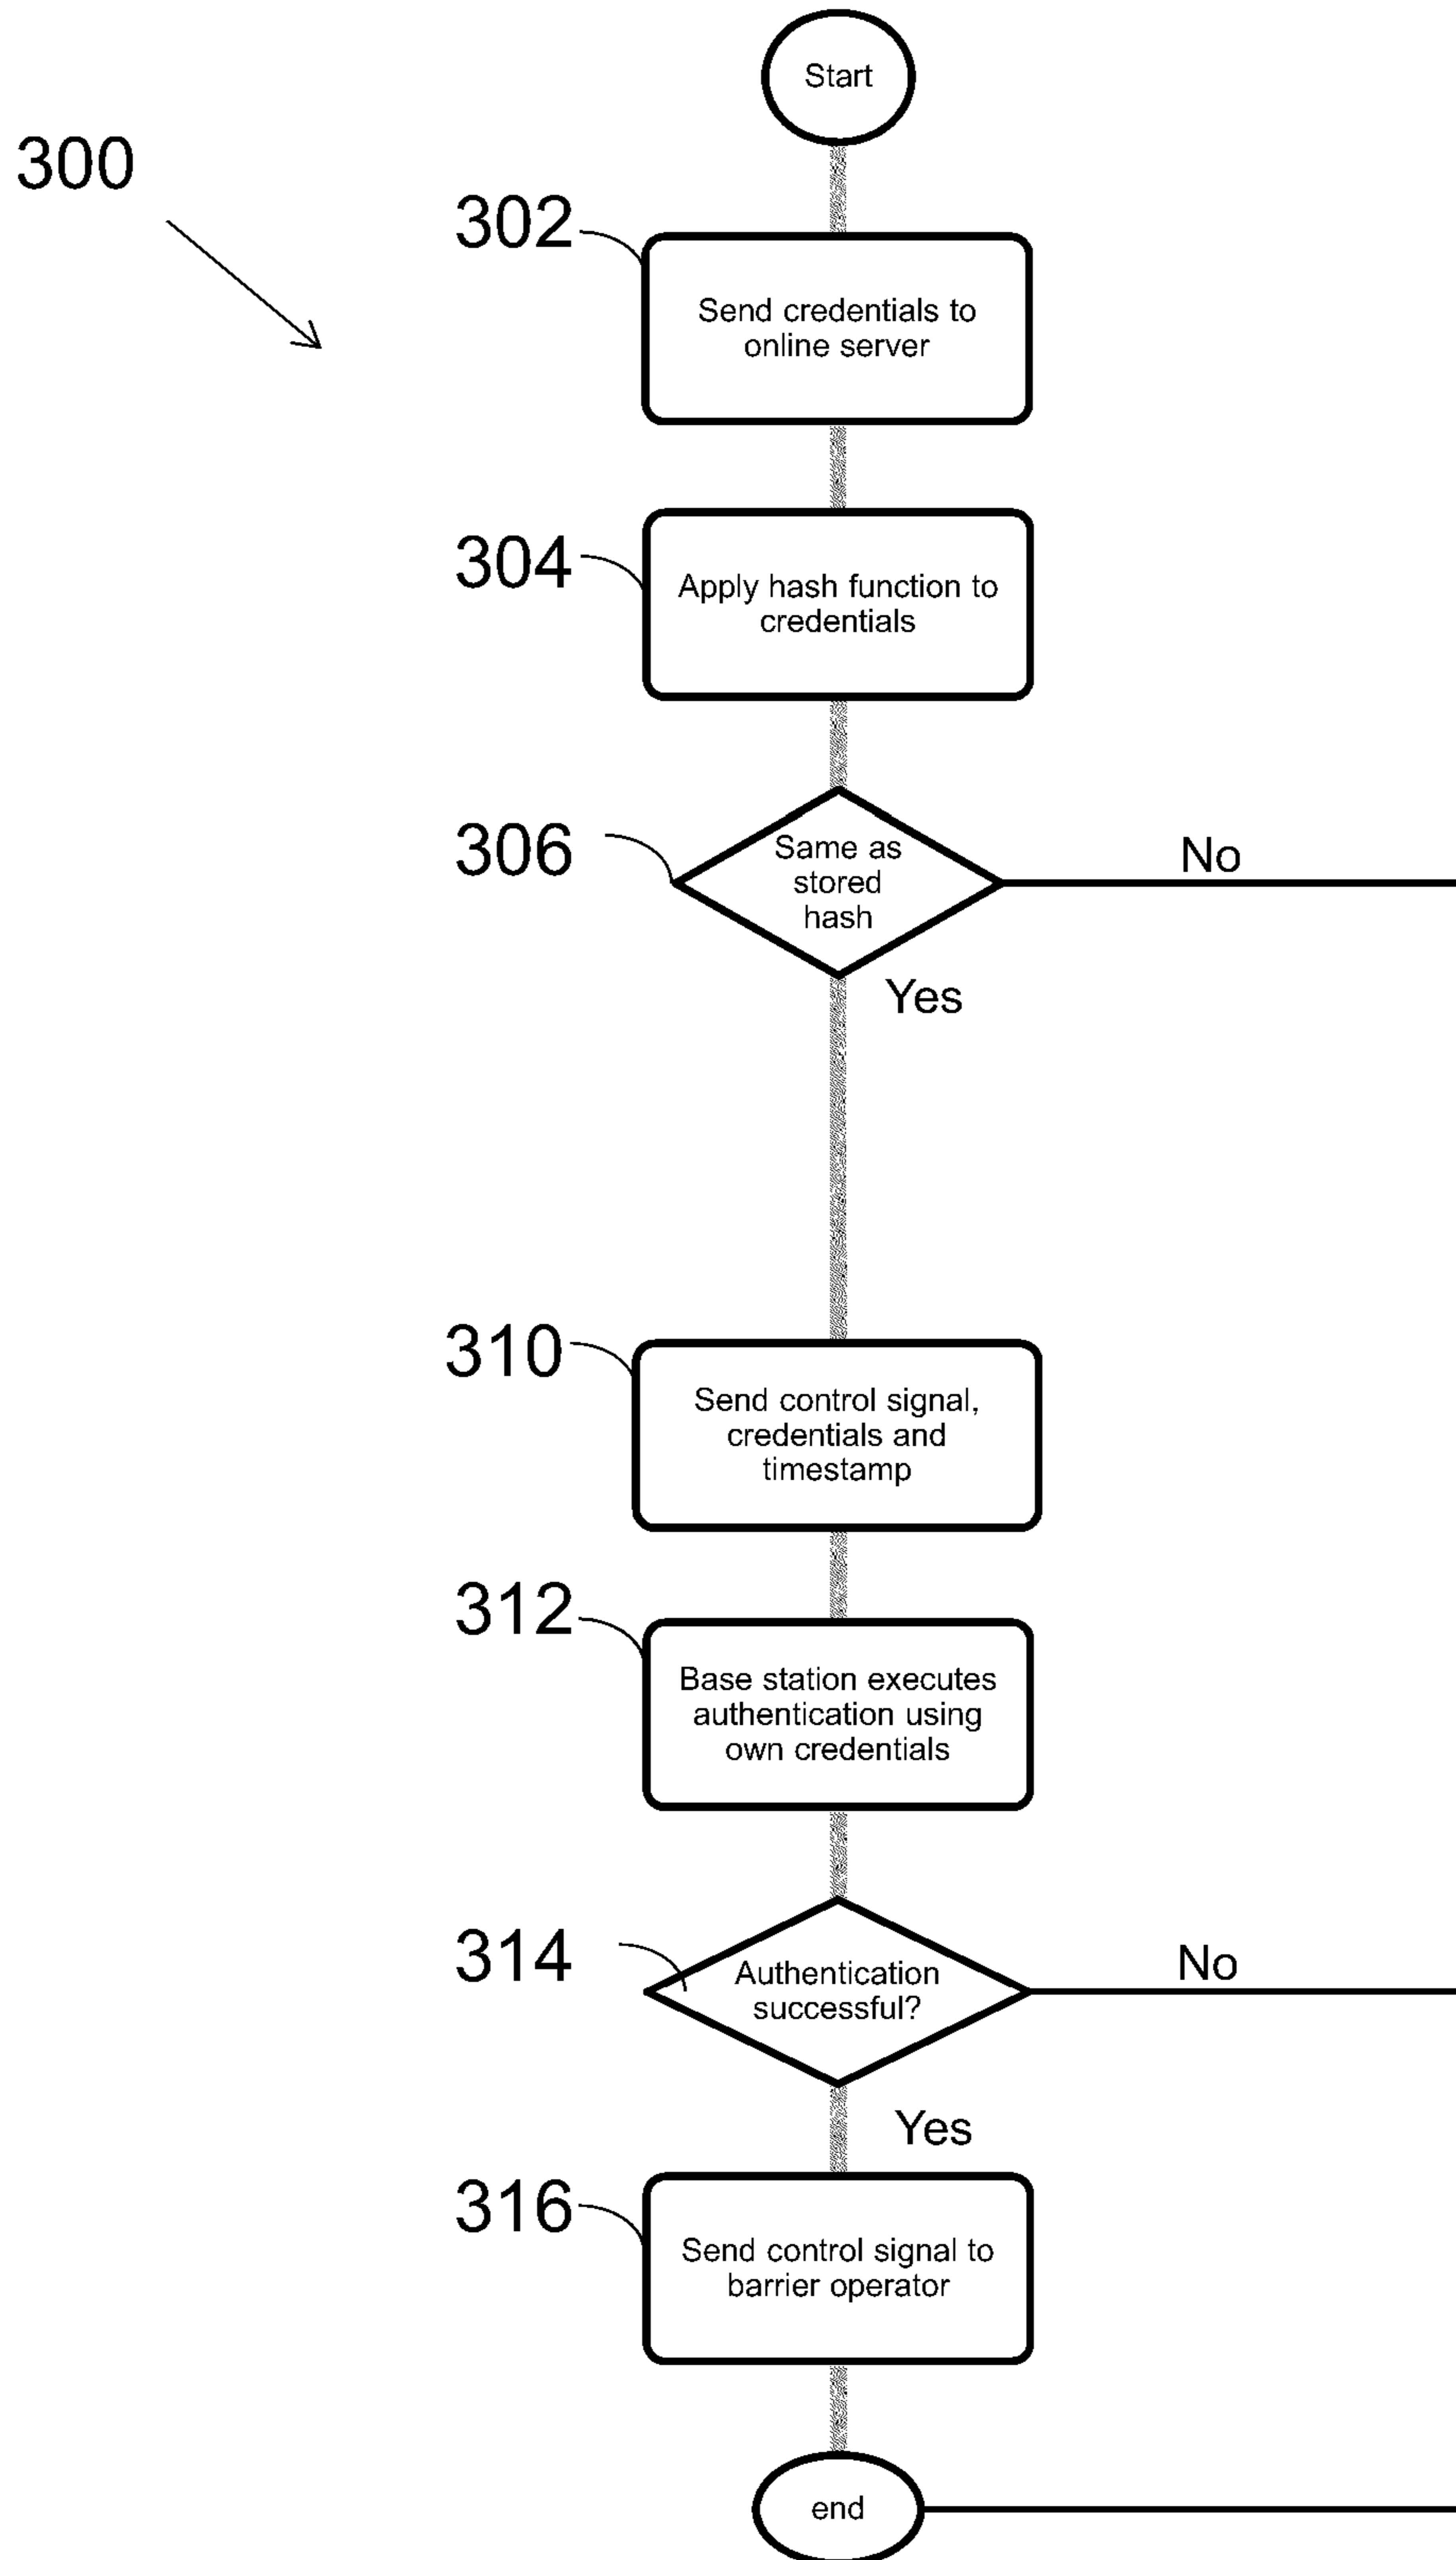 Start
300
302
Send credentials to
online server
304
Apply hash function to
credentials
306
Same as
stored
hash
No
Yes
310
Send control signal,
credentials and
timestamp
312
Base station executes
authentication using
own credentials
314
Authentication
successful?
No
Yes
316
Send control signal to
barrier operator
end